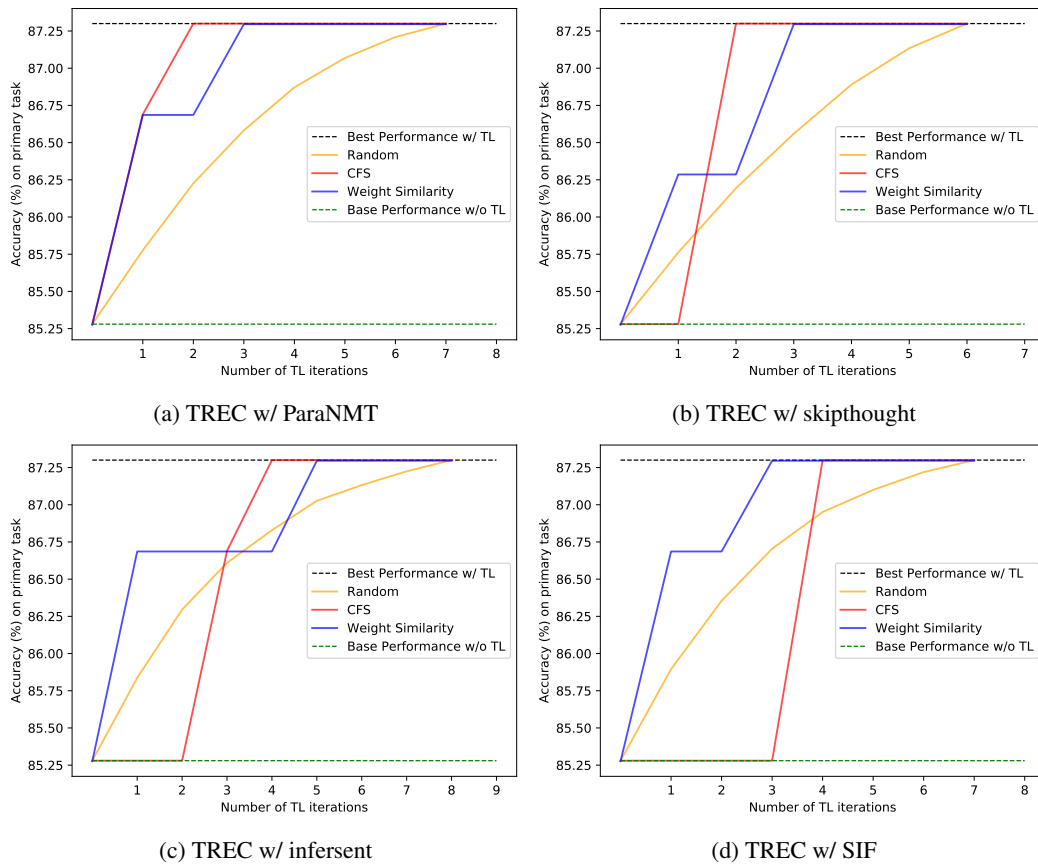 87.25
87.00
86.75
86.50
86.25
86.00
85.75
85.50
85.25
Accuracy (%) on primary task
Best Performance w/ TL
Random
CFS
Weight Similarity
Base Performance w/o TL
1 2 3 4 5 6 7 8
Number of TL iterations
(a) TREC w/ ParaNMT
87.25
87.00
86.75
86.50
86.25
86.00
85.75
85.50
85.25
Accuracy (%) on primary task
Best Performance w/ TL
Random
CFS
Weight Similarity
Base Performance w/o TL
1 2 3 4 5 6 7
Number of TL iterations
(b) TREC w/ skipthought
87.25
87.00
86.75
86.50
86.25
86.00
85.75
85.50
85.25
Accuracy (%) on primary task
Best Performance w/ TL
Random
CFS
Weight Similarity
Base Performance w/o TL
1 2 3 4 5 6 7 8 9
Number of TL iterations
(c) TREC w/ infersent
87.25
87.00
86.75
86.50
86.25
86.00
85.75
85.50
85.25
Accuracy (%) on primary task
Best Performance w/ TL
Random
CFS
Weight Similarity
Base Performance w/o TL
1 2 3 4 5 6 7 8
Number of TL iterations
(d) TREC w/ SIF